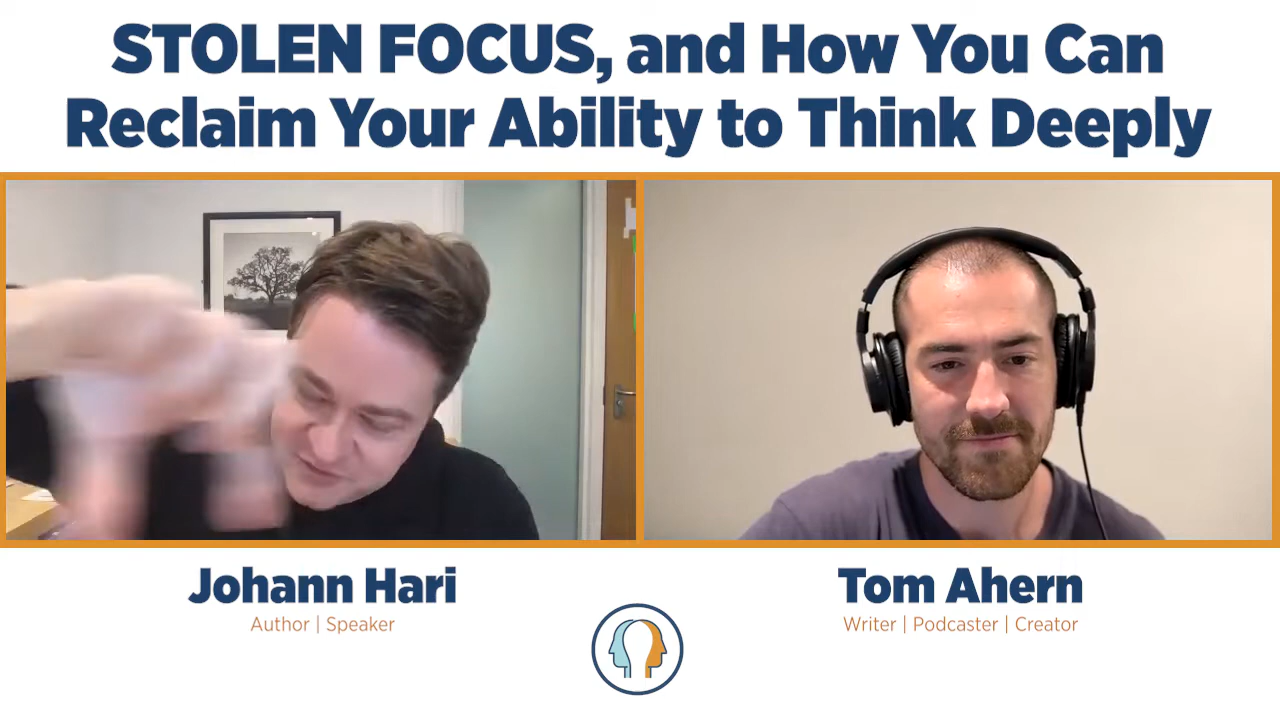 STOLEN FOCUS, and How You Can
Reclaim Your Ability to Think Deeply
Johann Hari
Author | Speaker
Tom Ahern
Writer | Podcaster | Creator